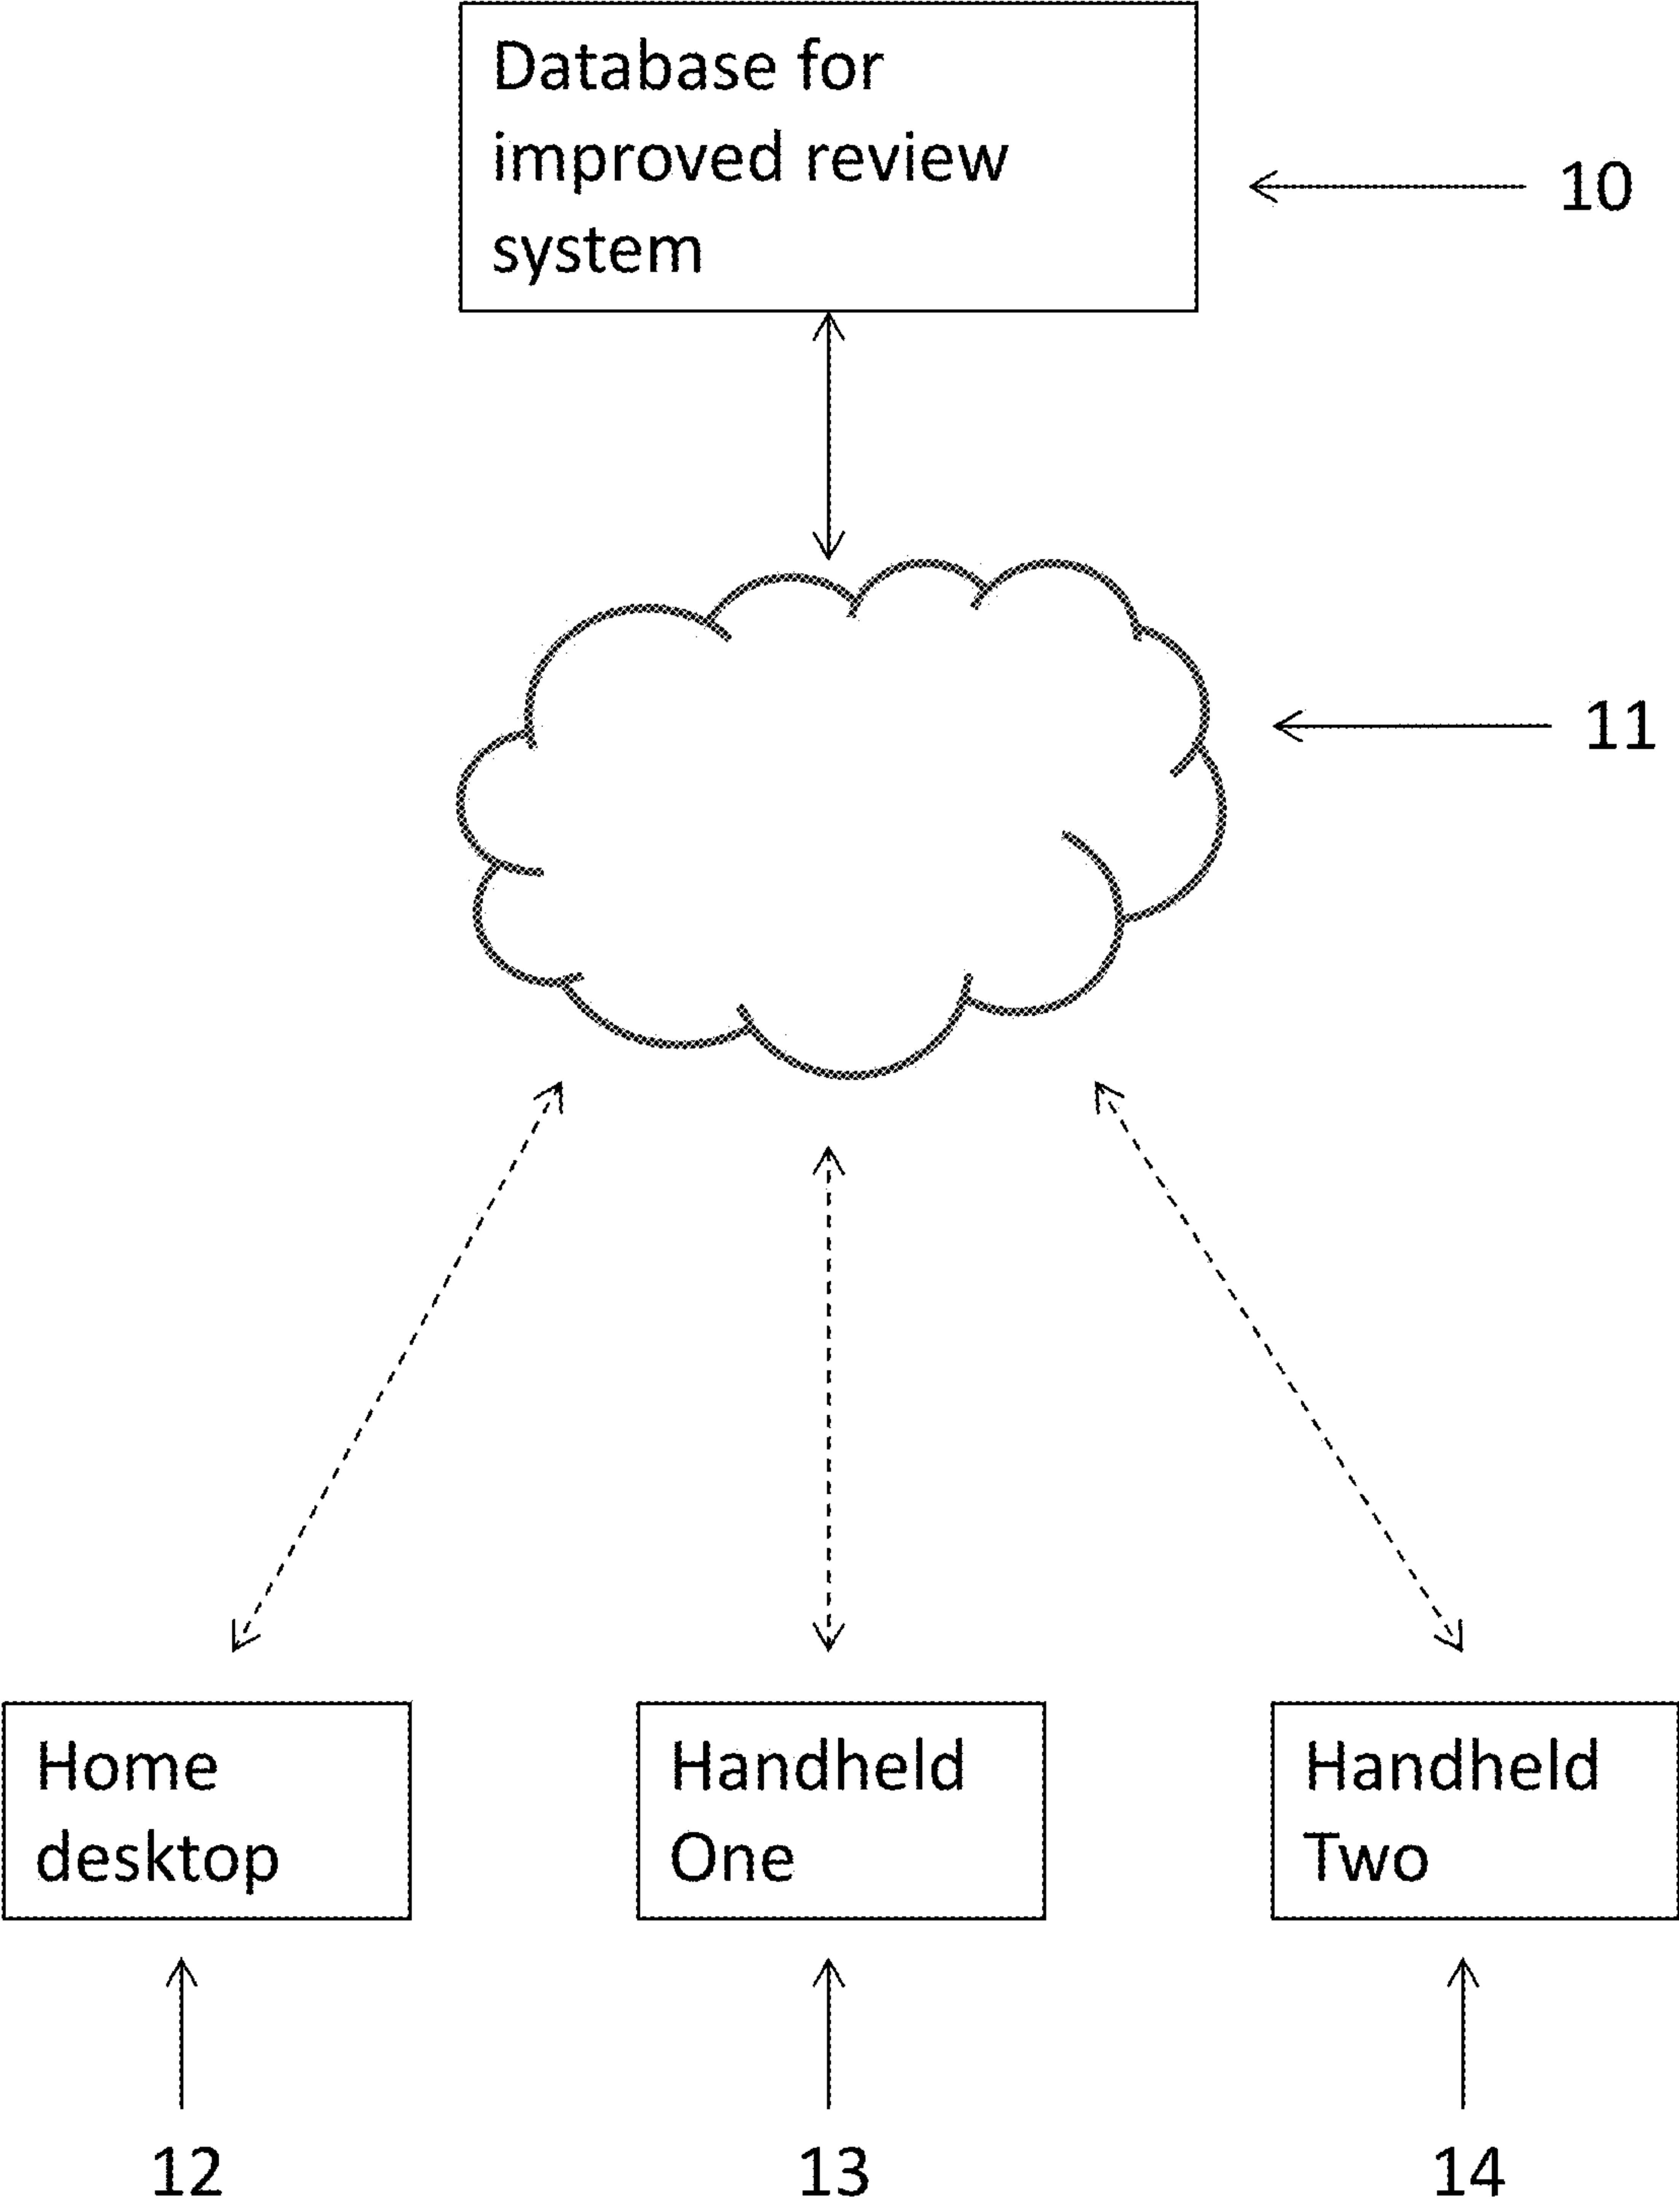 Database for
improved review
system
10
11
Home
desktop
Handheld
One
Handheld
Two
12
13
14